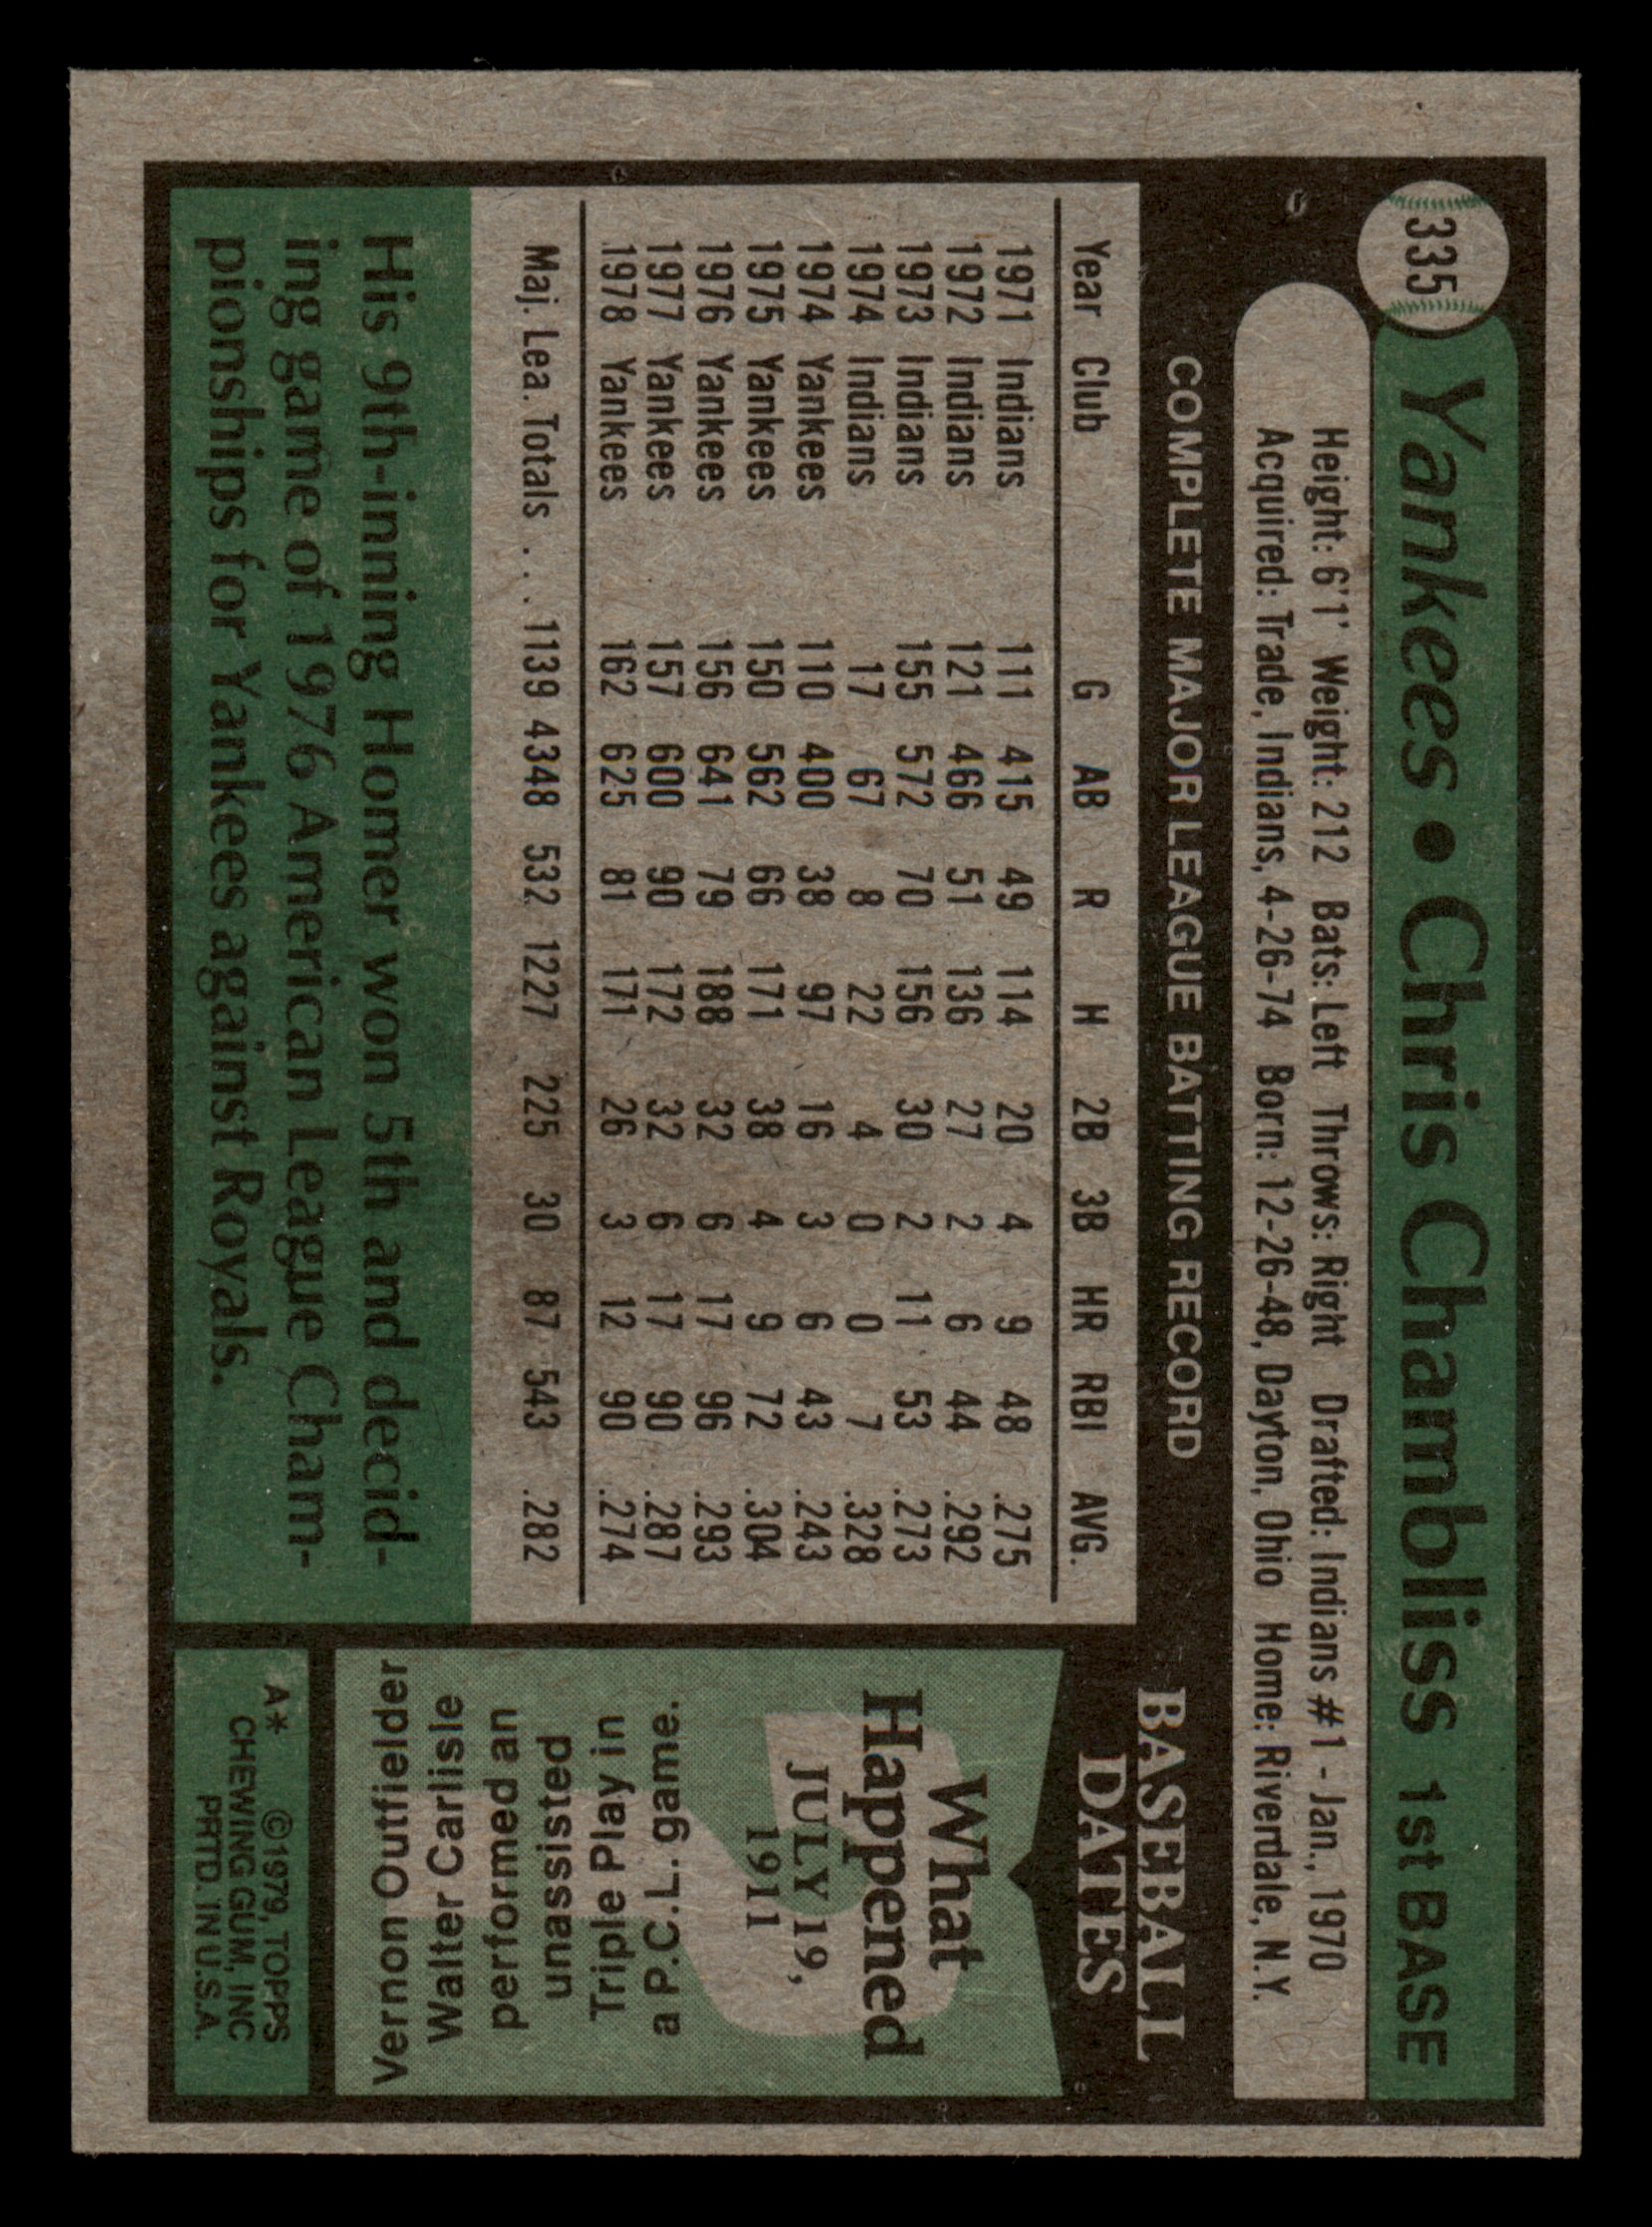 335
Yankees • Chris Chambliss 1st BASE
Height: 6'1' Weight: 212 Bats: Left Throws: Right Drafted: Indians #1 - Jan., 1970
Acquired: Trade, Indians, 4-26-74 Born: 12-26-48, Dayton, Ohio Home: Riverdale, N.Y.
COMPLETE MAJOR LEAGUE BATTING RECORD
Year Club G AB R H 2B 3B HR RBI AVG.
1971 Indians 111 415 49 114 20 4 9 48 .275
1972 Indians 121 466 51 136 27 2 6 44 .292
1973 Indians 155 572 70 156 30 2 11 53 .273
1974 Indians 17 67 8 22 4 0 0 7 .328
1974 Yankees 110 400 38 97 16 3 6 43 .243
1975 Yankees 150 562 66 171 38 4 9 72 .304
1976 Yankees 156 641 79 188 32 6 17 96 .293
1977 Yankees 157 600 90 172 32 6 17 90 .287
1978 Yankees 162 625 81 171 26 3 12 90 .274
Maj. Lea. Totals . . . 1139 4348 532 1227 225 30 87 543 .282
His 9th-inning Homer won 5th and decid-
ing game of 1976 American League Cham-
pionships for Yankees against Royals.
BASEBALL
DATES
What
Happened
JULY 19,
1911
a P.C.L. game.
Triple Play in
unassisted
performed an
Walter Carlisle
Vernon Outfielder
A* ©1979, TOPPS
CHEWING GUM, INC
PRTD. IN U.S.A.